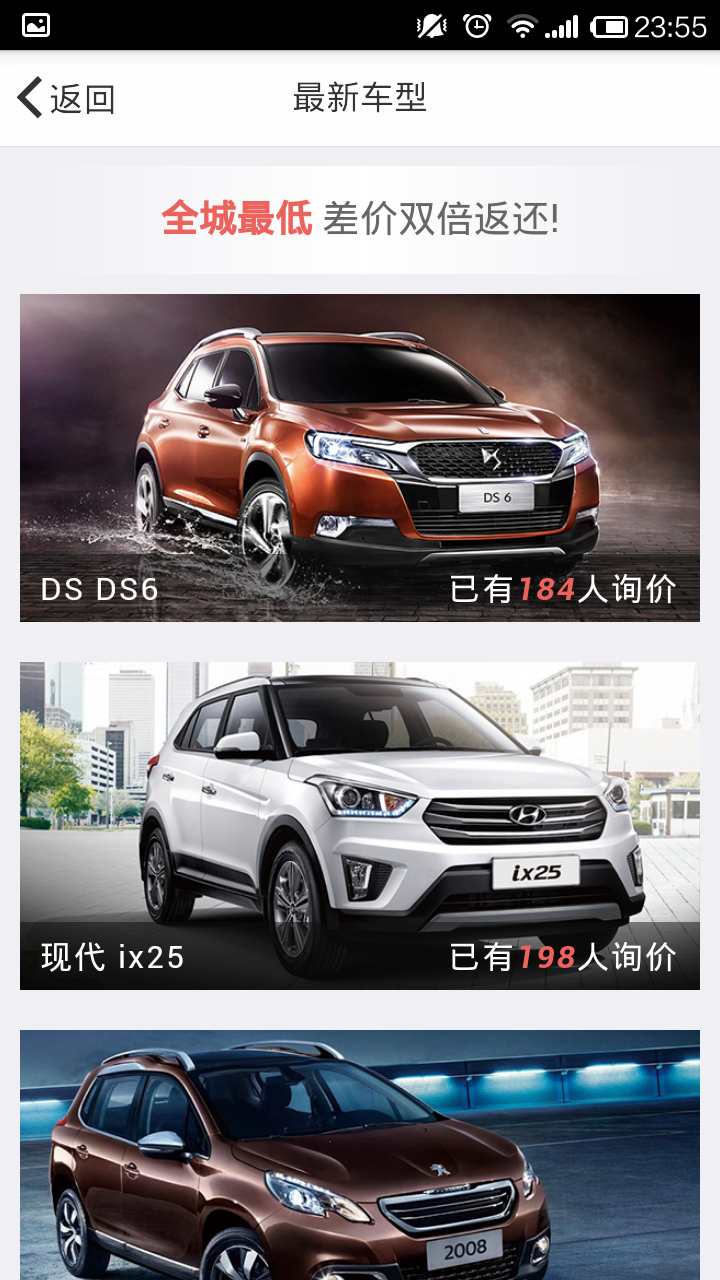 23:55
返回
最新车型
全城最低 差价双倍返还!
DS 6
DS DS6
已有184人询价
ix25
现代 ix25
已有198人询价
2008